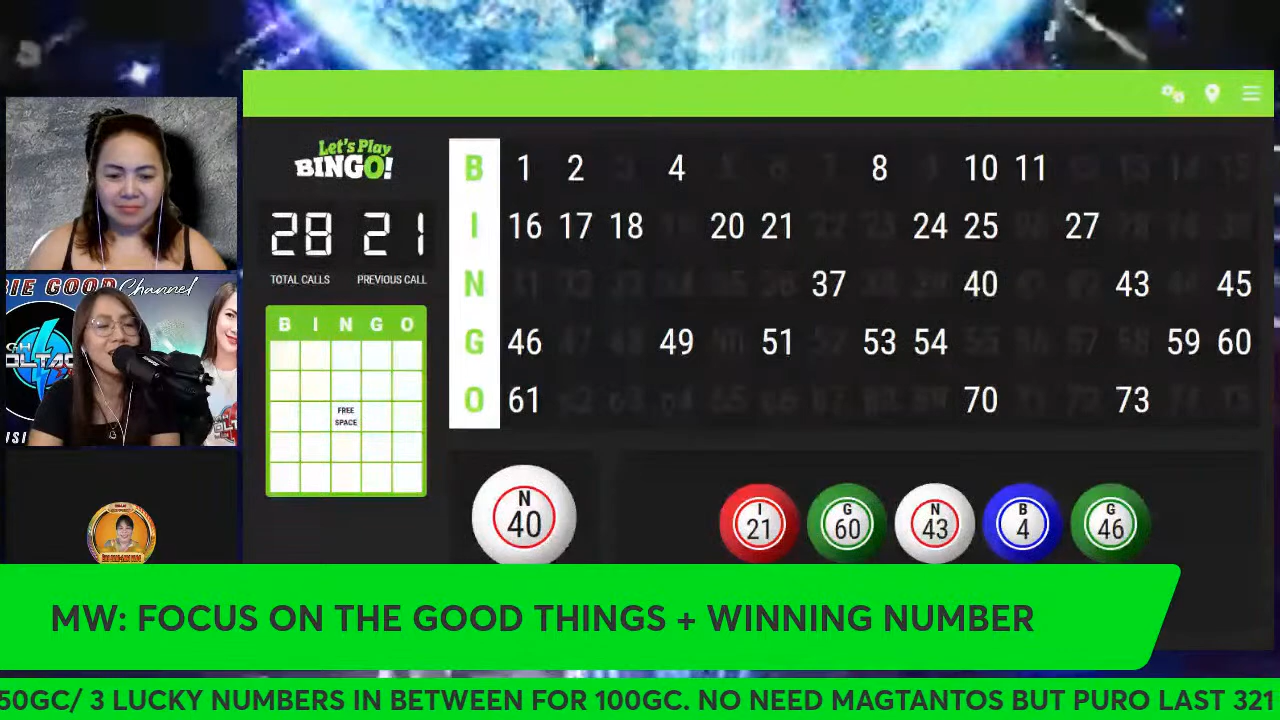 BIE GOOD Channel
Let's Play
BINGO!
28 21
TOTAL CALLS PREVIOUS CALL
B I N G O
FREE
SPACE
B 1 2 4 8 10 11
I 16 17 18 20 21 24 25 27
N 37 40 43 45
G 46 49 51 53 54 59 60
O 61 70 73
N
40
I
21
G
60
N
43
B
4
G
46
MW: FOCUS ON THE GOOD THINGS + WINNING NUMBER
50GC/ 3 LUCKY NUMBERS IN BETWEEN FOR 100GC. NO NEED MAGTANTOS BUT PURO LAST 321